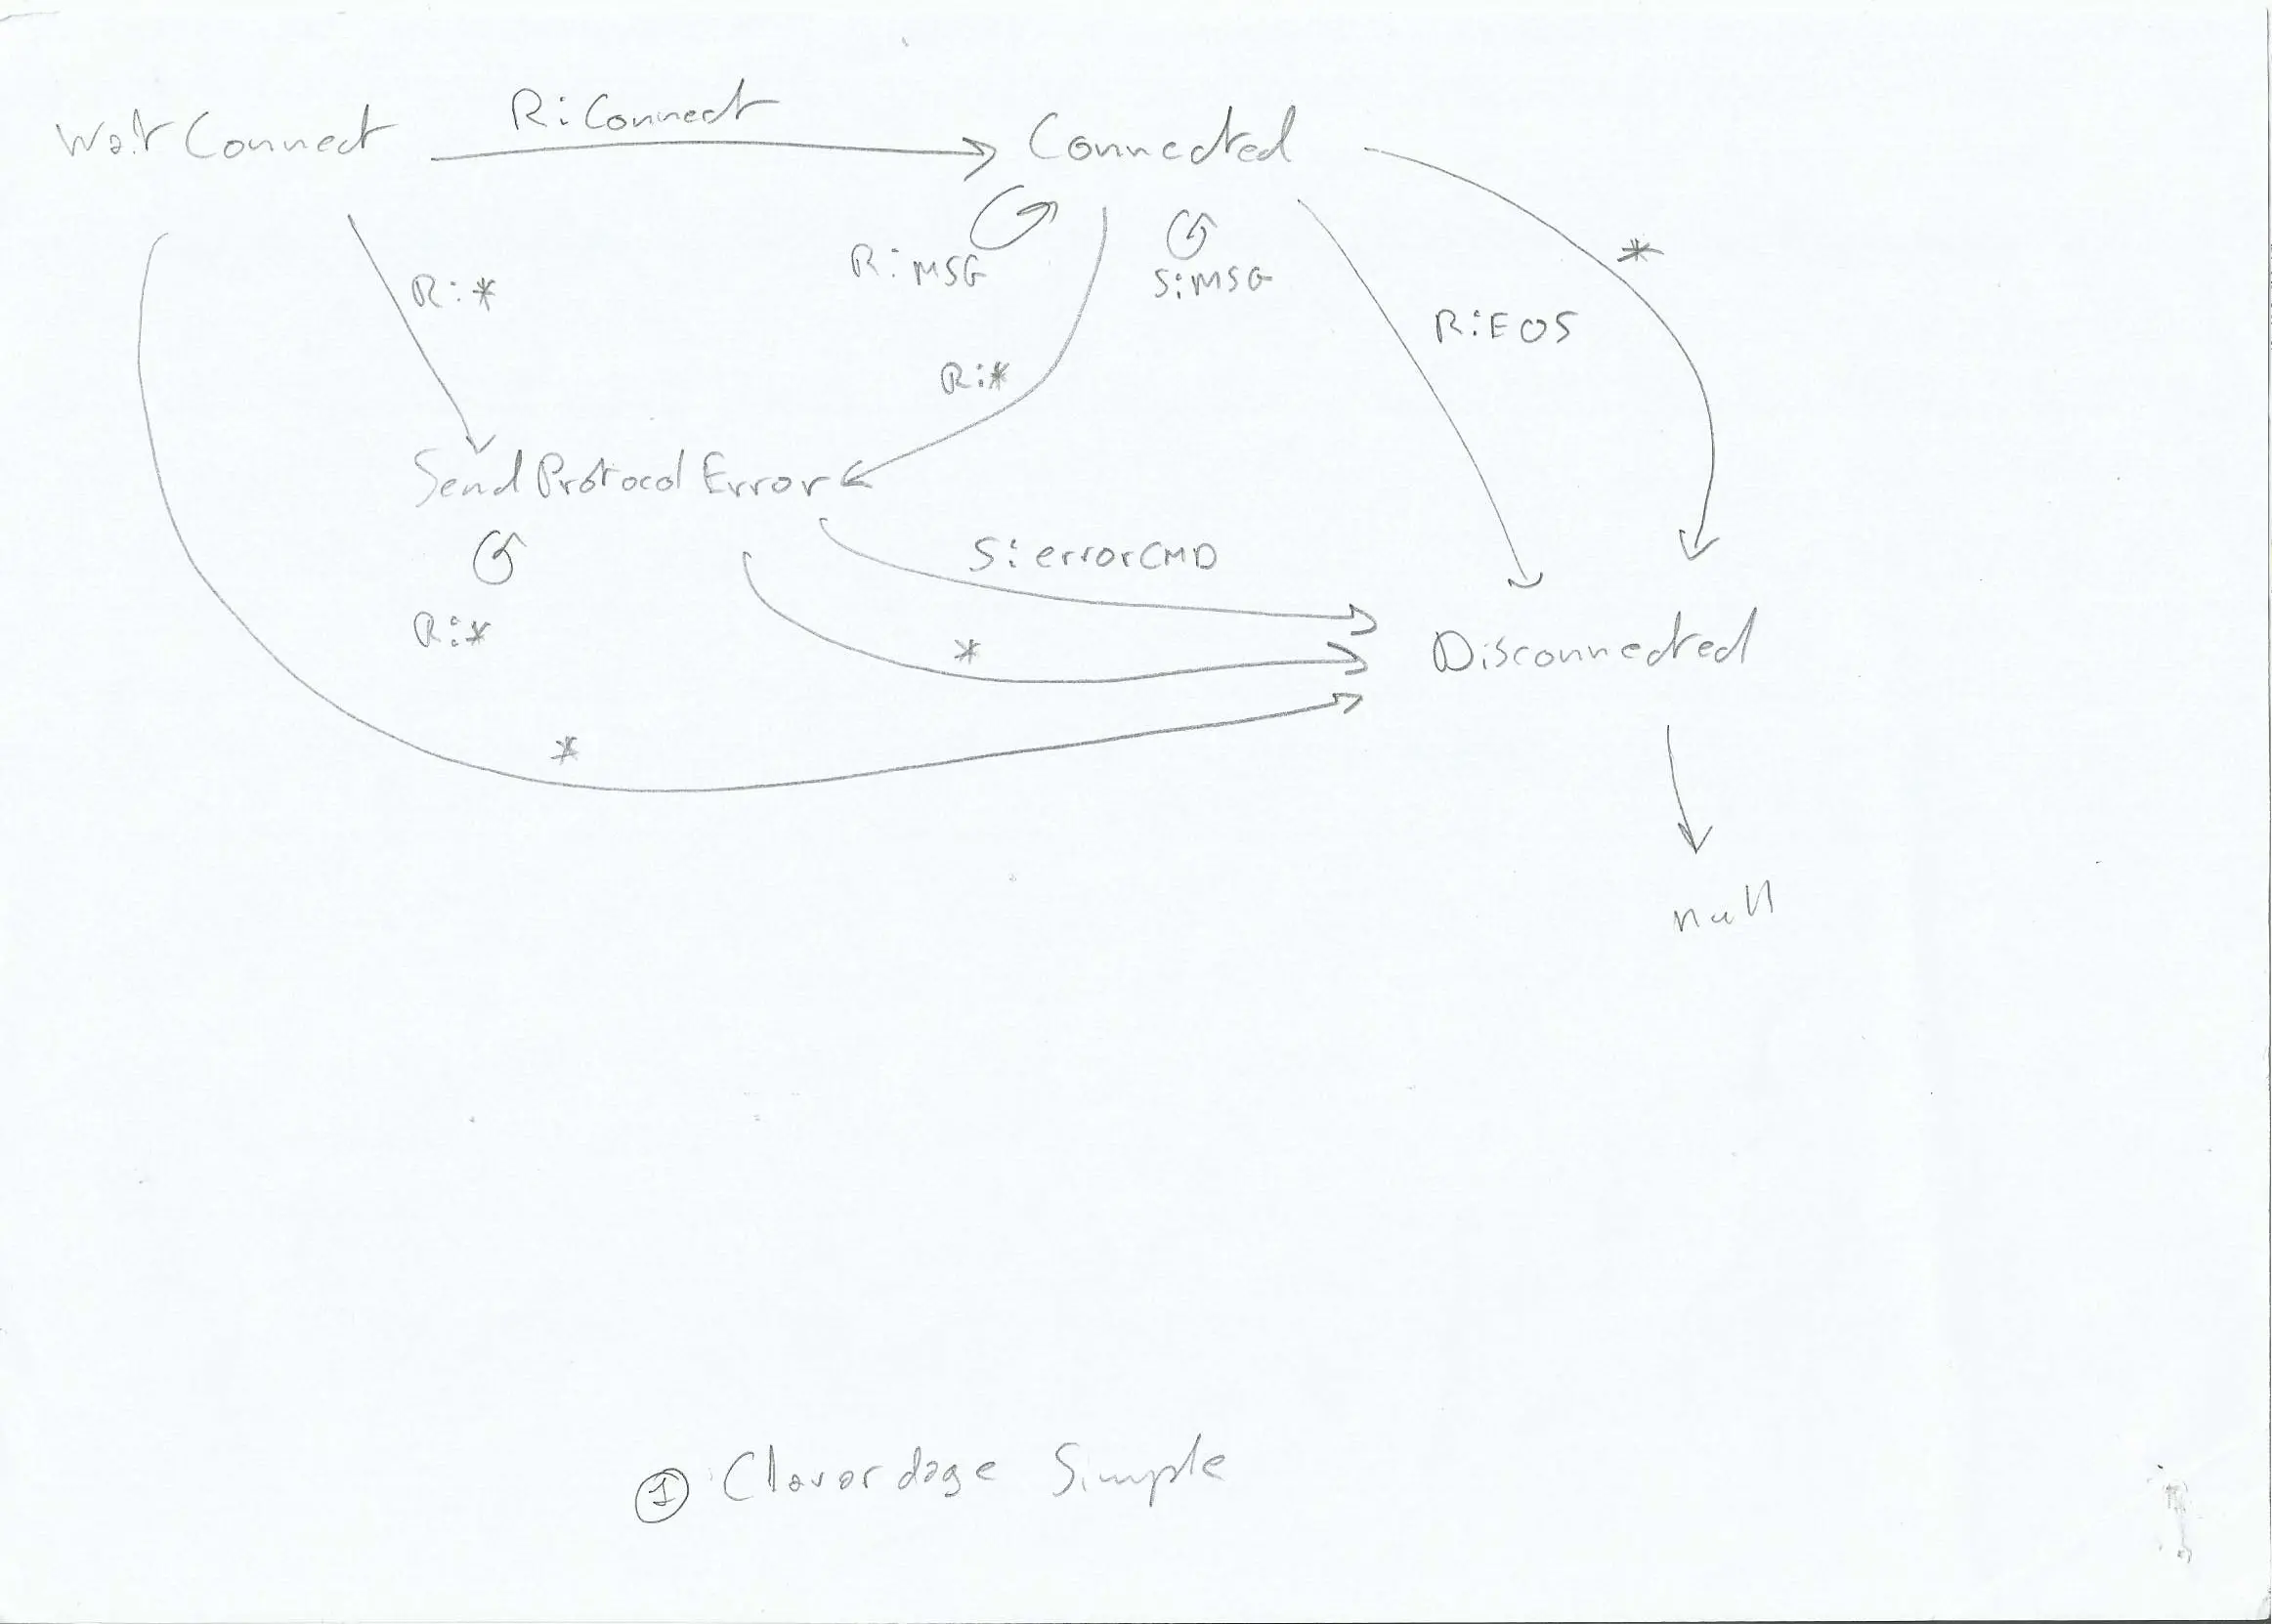 WaitConnect
R:Connect
Connected
R:*
R:MSG
S:MSG
*
R:EOS
R:*
SendProtocolError
S:errorCMD
R:*
*
Disconnected
*
null
① Clavardage Simple